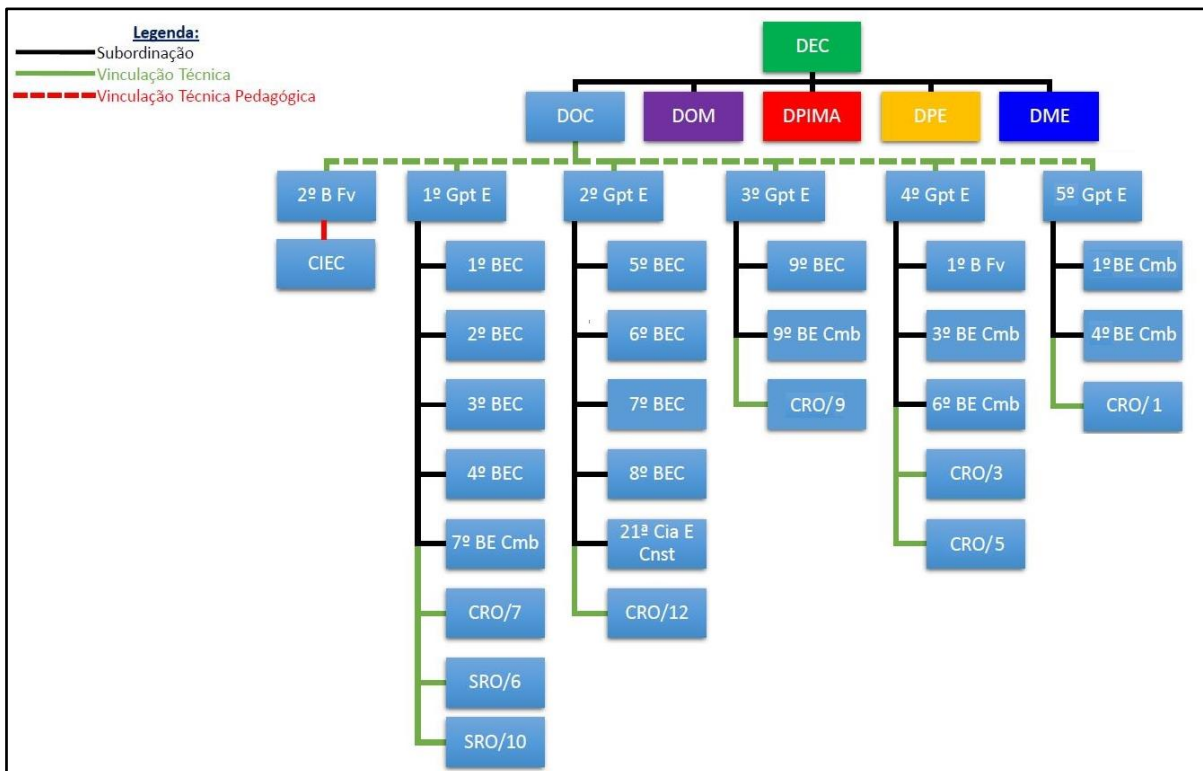 Legenda:
Subordinação
Vinculação Técnica
Vinculação Técnica Pedagógica
DEC
DOC
DOM
DPIMA
DPE
DME
2º B Fv
1º Gpt E
2º Gpt E
3º Gpt E
4º Gpt E
5º Gpt E
CIEC
1º BEC
2º BEC
3º BEC
4º BEC
7º BE Cmb
CRO/7
SRO/6
SRO/10
5º BEC
6º BEC
7º BEC
8º BEC
21ª Cia E
Cnst
CRO/12
9º BEC
9º BE Cmb
CRO/9
1º B Fv
3º BE Cmb
6º BE Cmb
CRO/3
CRO/5
1º BE Cmb
4º BE Cmb
CRO/ 1